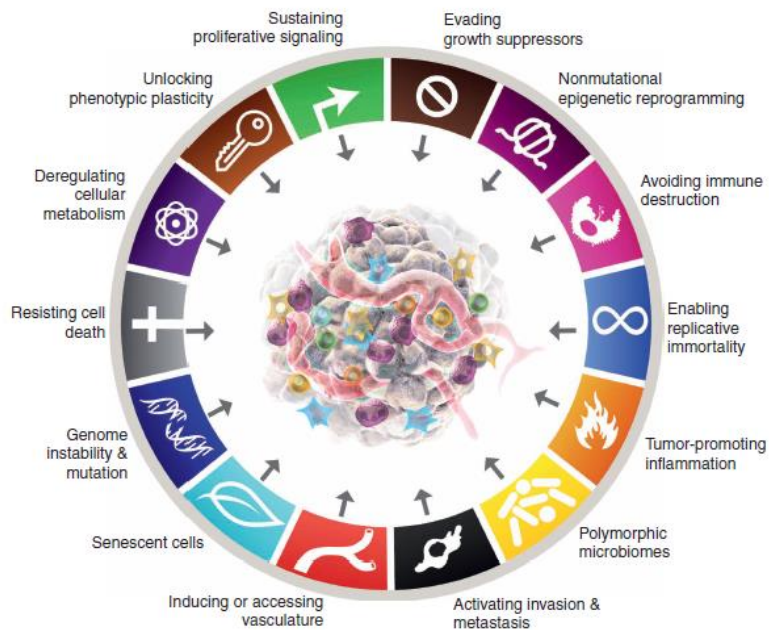 Sustaining
proliferative signaling
Evading
growth suppressors
Nonmutational
epigenetic reprogramming
Avoiding immune
destruction
Enabling
replicative
immortality
Tumor-promoting
inflammation
Polymorphic
microbiomes
Activating invasion &
metastasis
Inducing or accessing
vasculature
Senescent cells
Genome
instability &
mutation
Resisting cell
death
Deregulating
cellular
metabolism
Unlocking
phenotypic plasticity